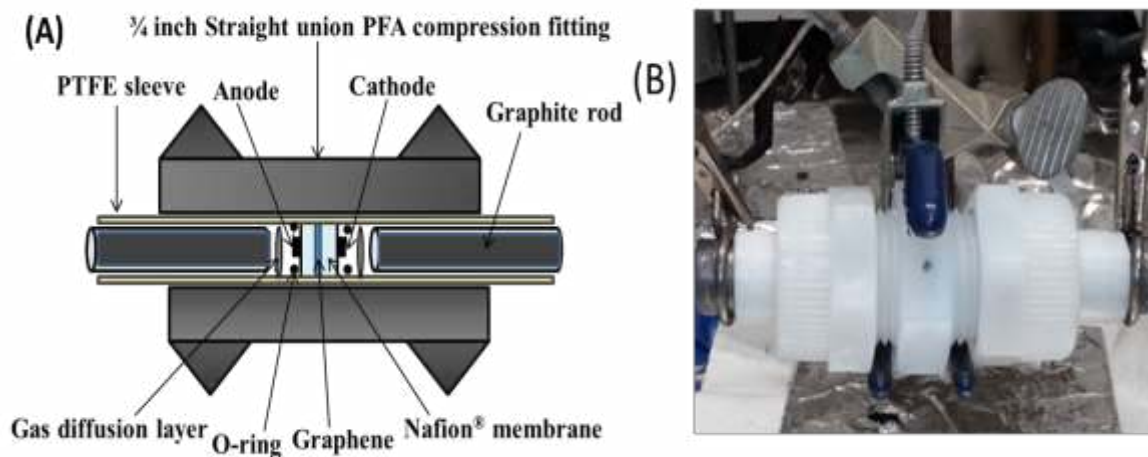 (A)
¾ inch Straight union PFA compression fitting
PTFE sleeve
Anode
Cathode
Graphite rod
Gas diffusion layer
O-ring
Graphene
Nafion® membrane
(B)